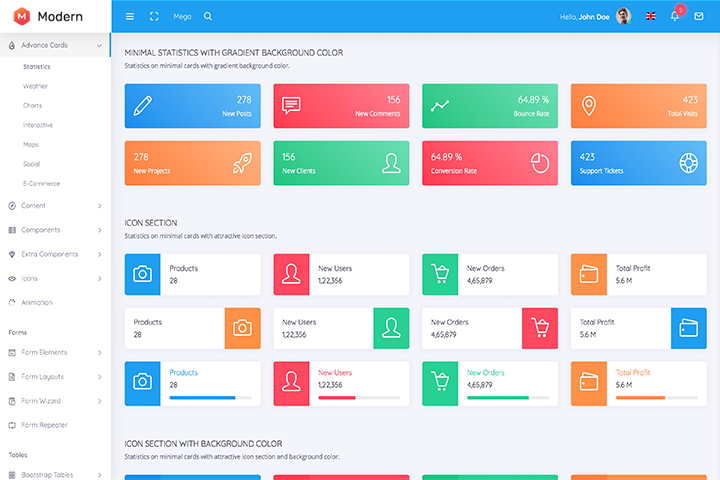 Modern
Mega
Hello, John Doe
5
Advance Cards
Statistics
Weather
Charts
Interactive
Maps
Social
E-Commerce
Content
Components
Extra Components
Icons
Animation
Forms
Form Elements
Form Layouts
Form Wizard
Form Repeater
Tables
Bootstrap Tables
MINIMAL STATISTICS WITH GRADIENT BACKGROUND COLOR
Statistics on minimal cards with gradient background color.
278
New Posts
156
New Comments
64.89 %
Bounce Rate
423
Total Visits
278
New Projects
156
New Clients
64.89 %
Conversion Rate
423
Support Tickets
ICON SECTION
Statistics on minimal cards with attractive icon section.
Products
28
New Users
1,22,356
New Orders
4,65,879
Total Profit
5.6 M
Products
28
New Users
1,22,356
New Orders
4,65,879
Total Profit
5.6 M
Products
28
New Users
1,22,356
New Orders
4,65,879
Total Profit
5.6 M
ICON SECTION WITH BACKGROUND COLOR
Statistics on minimal cards with attractive icon section and background color.